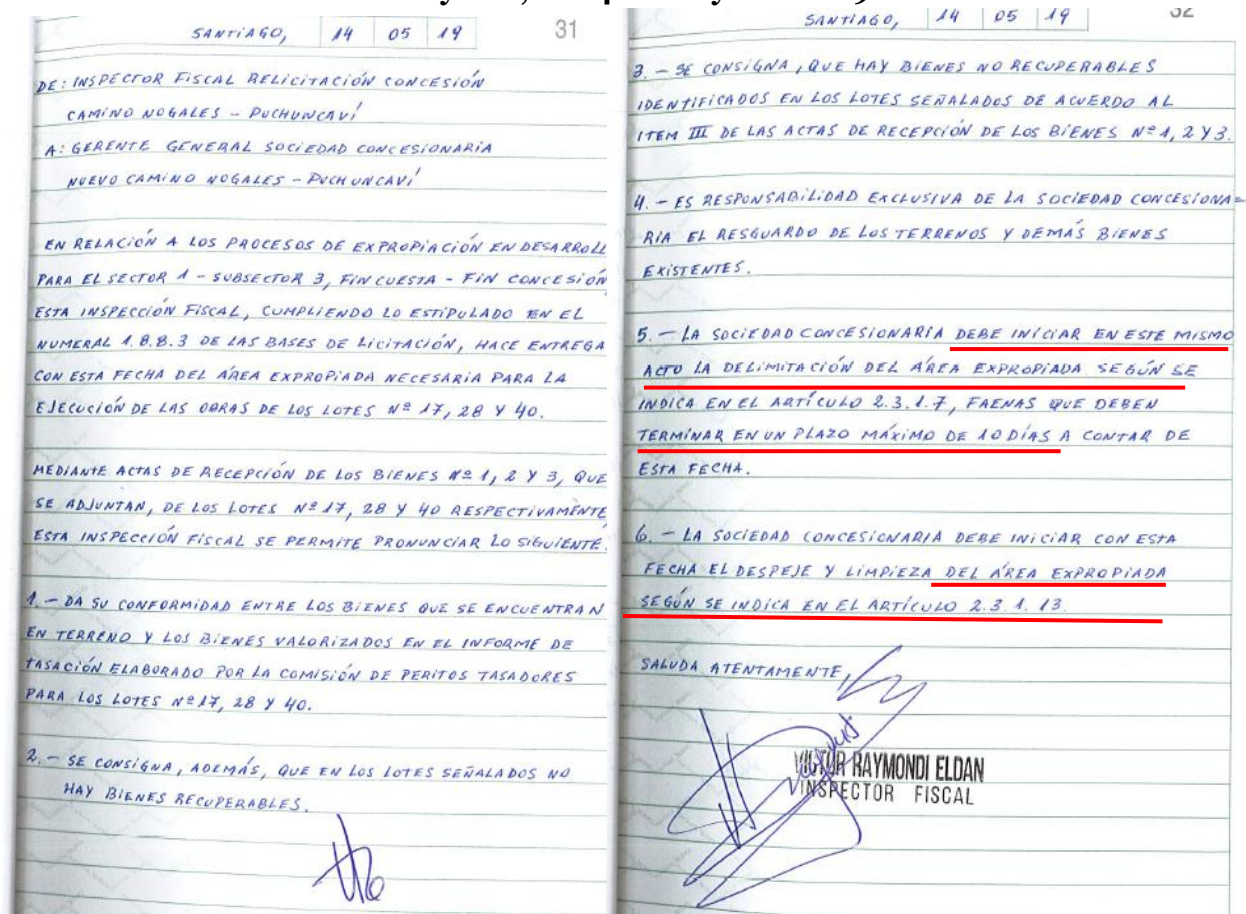 SANTIAGO, 14 05 19 31
DE: INSPECTOR FISCAL RELICITACIÓN CONCESIÓN
CAMINO NOGALES - PUCHUNCAVÍ
A: GERENTE GENERAL SOCIEDAD CONCESIONARIA
NUEVO CAMINO NOGALES - PUCHUNCAVÍ
EN RELACIÓN A LOS PROCESOS DE EXPROPIACIÓN EN DESARROLL
PARA EL SECTOR 1 - SUBSECTOR 3, FIN CUESTA - FIN CONCESIÓN
ESTA INSPECCIÓN FISCAL, CUMPLIENDO LO ESTIPULADO EN EL
NUMERAL 1.8.8.3 DE LAS BASES DE LICITACIÓN, HACE ENTREGA
CON ESTA FECHA DEL ÁREA EXPROPIADA NECESARIA PARA LA
EJECUCIÓN DE LAS OBRAS DE LOS LOTES Nº 17, 28 Y 40.
MEDIANTE ACTAS DE RECEPCIÓN DE LOS BIENES Nº 1, 2 Y 3, QUE
SE ADJUNTAN, DE LOS LOTES Nº 17, 28 Y 40 RESPECTIVAMENTE
ESTA INSPECCIÓN FISCAL SE PERMITE PRONUNCIAR LO SIGUIENTE.
1.- DA SU CONFORMIDAD ENTRE LOS BIENES QUE SE ENCUENTRAN
EN TERRENO Y LOS BIENES VALORIZADOS EN EL INFORME DE
TASACIÓN ELABORADO POR LA COMISIÓN DE PERITOS TASADORES
PARA LOS LOTES Nº 17, 28 Y 40.
2.- SE CONSIGNA, ADEMÁS, QUE EN LOS LOTES SEÑALADOS NO
HAY BIENES RECUPERABLES.
SANTIAGO, 14 05 19 32
3.- SE CONSIGNA, QUE HAY BIENES NO RECUPERABLES
IDENTIFICADOS EN LOS LOTES SEÑALADOS DE ACUERDO AL
ITEM III DE LAS ACTAS DE RECEPCIÓN DE LOS BIENES Nº 1, 2 Y 3.
4.- ES RESPONSABILIDAD EXCLUSIVA DE LA SOCIEDAD CONCESIONA-
RIA EL RESGUARDO DE LOS TERRENOS Y DEMÁS BIENES
EXISTENTES.
5.- LA SOCIEDAD CONCESIONARIA DEBE INICIAR EN ESTE MISMO
ACTO LA DELIMITACIÓN DEL ÁREA EXPROPIADA SEGÚN SE
INDICA EN EL ARTÍCULO 2.3.1.7, FAENAS QUE DEBEN
TERMINAR EN UN PLAZO MÁXIMO DE 10 DÍAS A CONTAR DE
ESTA FECHA.
6.- LA SOCIEDAD CONCESIONARIA DEBE INICIAR CON ESTA
FECHA EL DESPEJE Y LIMPIEZA DEL ÁREA EXPROPIADA
SEGÚN SE INDICA EN EL ARTÍCULO 2.3.1.13.
SALUDA ATENTAMENTE,
VICTOR RAYMONDI ELDAN
INSPECTOR FISCAL